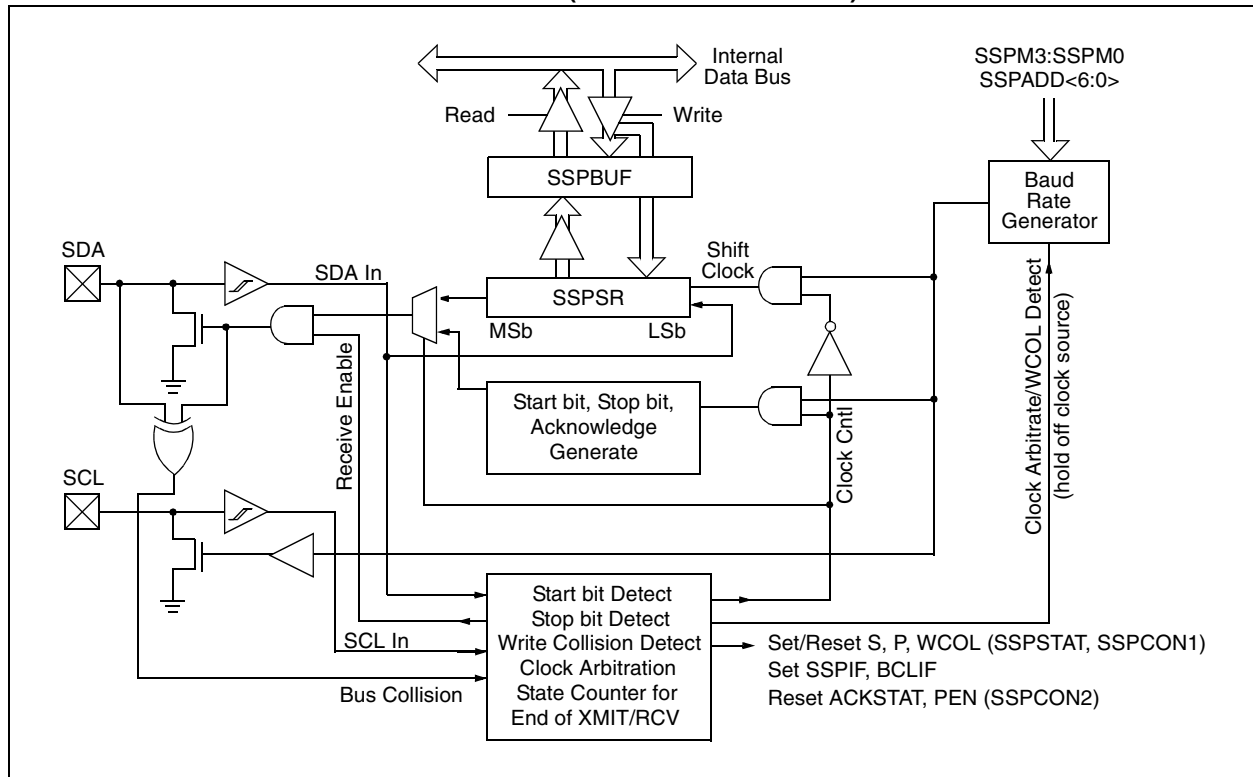 Internal
Data Bus
SSPM3:SSPM0
SSPADD<6:0>
Read
Write
SSPBUF
Baud
Rate
Generator
SDA
SDA In
Shift
Clock
SSPSR
MSb
LSb
Start bit, Stop bit,
Acknowledge
Generate
Receive Enable
Clock Cntl
Clock Arbitrate/WCOL Detect
(hold off clock source)
SCL
SCL In
Bus Collision
Start bit Detect
Stop bit Detect
Write Collision Detect
Clock Arbitration
State Counter for
End of XMIT/RCV
Set/Reset S, P, WCOL (SSPSTAT, SSPCON1)
Set SSPIF, BCLIF
Reset ACKSTAT, PEN (SSPCON2)